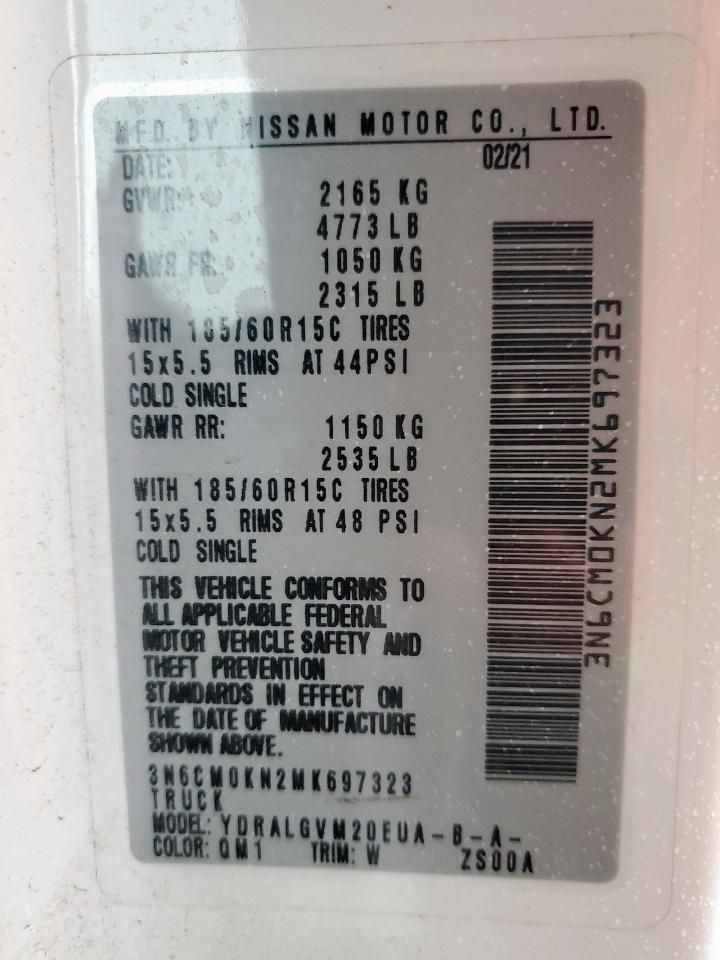 MFD. BY NISSAN MOTOR CO., LTD.
DATE: 02/21
GVWR: 2165 KG
4773 LB
GAWR FR: 1050 KG
2315 LB
WITH 185/60R15C TIRES
15x5.5 RIMS AT 44PSI
COLD SINGLE
GAWR RR: 1150 KG
2535 LB
WITH 185/60R15C TIRES
15x5.5 RIMS AT 48 PSI
COLD SINGLE
THIS VEHICLE CONFORMS TO
ALL APPLICABLE FEDERAL
MOTOR VEHICLE SAFETY AND
THEFT PREVENTION
STANDARDS IN EFFECT ON
THE DATE OF MANUFACTURE
SHOWN ABOVE.
3N6CM0KN2MK697323
TRUCK
MODEL: YDRALGVM20EUA-B-A-
COLOR: QM1 TRIM: W ZS00A
3N6CM0KN2MK697323